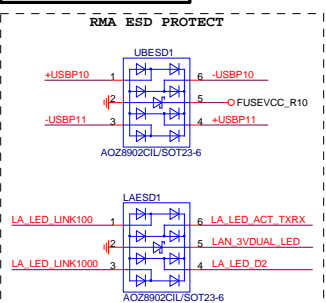 RMA ESD PROTECT
UBESD1
+USBP10 1 6 -USBP10
2 5 FUSEVCC_R10
-USBP11 3 4 +USBP11
AOZ8902CIL/SOT23-6
LAESD1
LA_LED_LINK100 1 6 LA_LED_ACT_TXRX
2 5 LAN_3VDUAL_LED
LA_LED_LINK1000 3 4 LA_LED_D2
AOZ8902CIL/SOT23-6